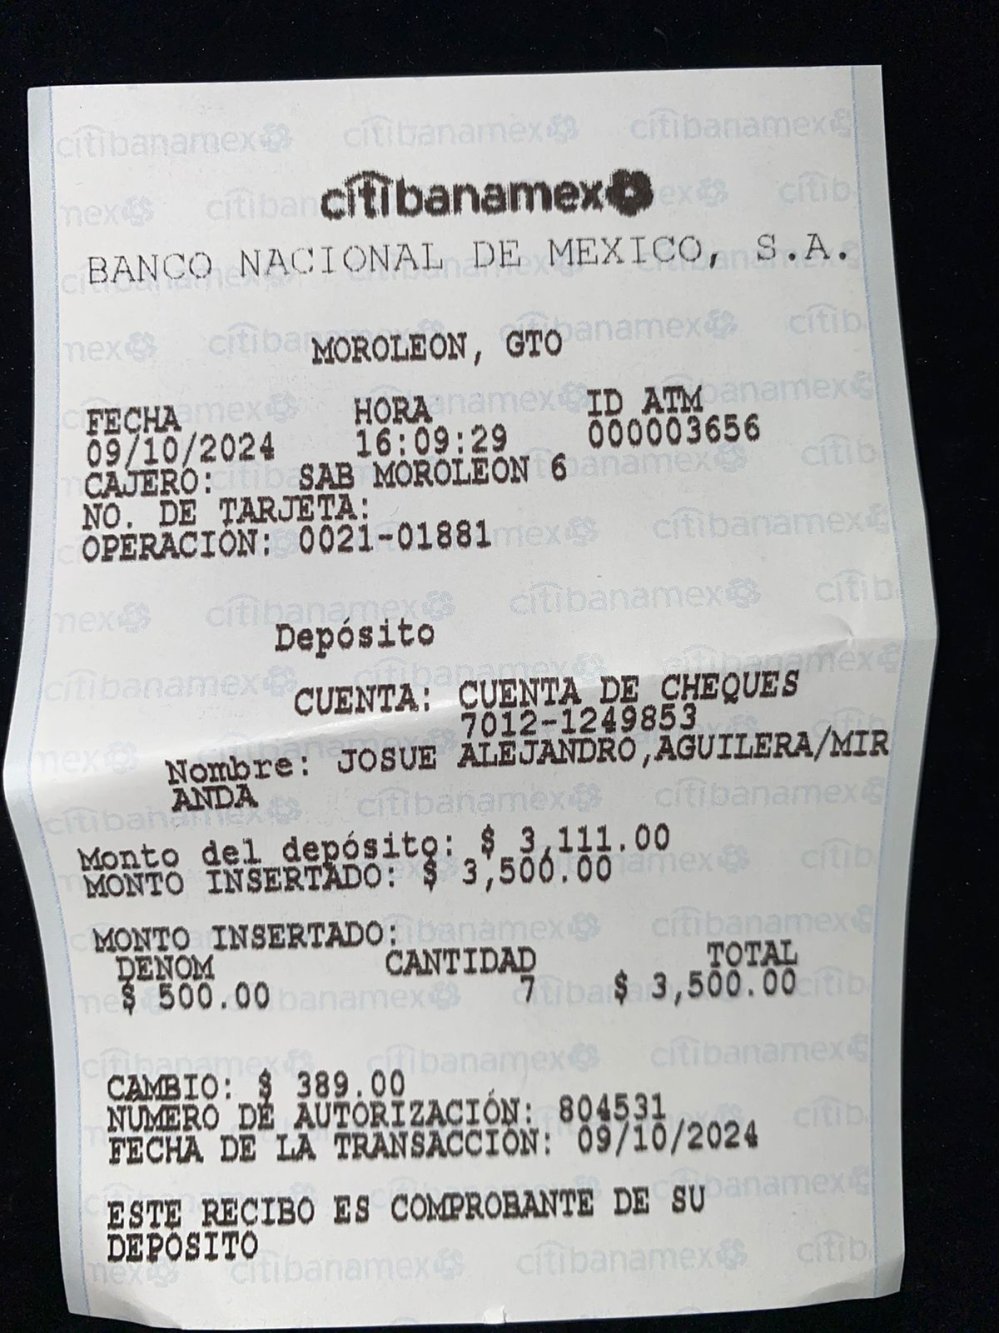 citibanamex
BANCO NACIONAL DE MEXICO, S.A.
MOROLEON, GTO
FECHA HORA ID ATM
09/10/2024 16:09:29 000003656
CAJERO: SAB MOROLEON 6
NO. DE TARJETA:
OPERACIÓN: 0021-01881
Depósito
CUENTA: CUENTA DE CHEQUES
7012-1249853
Nombre: JOSUE ALEJANDRO,AGUILERA/MIR
ANDA
Monto del depósito: $ 3,111.00
MONTO INSERTADO: $ 3,500.00
MONTO INSERTADO:
DENOM CANTIDAD TOTAL
$ 500.00 7 $ 3,500.00
CAMBIO: $ 389.00
NUMERO DE AUTORIZACIÓN: 804531
FECHA DE LA TRANSACCIÓN: 09/10/2024
ESTE RECIBO ES COMPROBANTE DE SU
DEPÓSITO